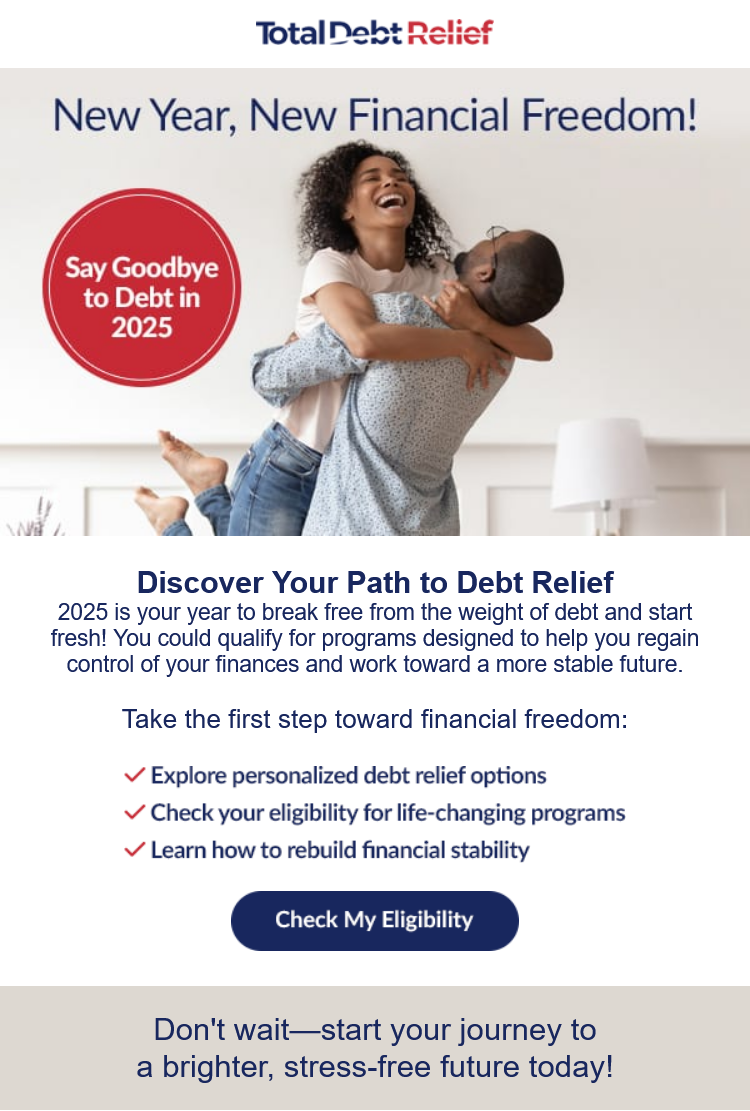 Total Debt Relief
New Year, New Financial Freedom!
Say Goodbye
to Debt in
2025
Discover Your Path to Debt Relief
2025 is your year to break free from the weight of debt and start
fresh! You could qualify for programs designed to help you regain
control of your finances and work toward a more stable future.
Take the first step toward financial freedom:
Explore personalized debt relief options
Check your eligibility for life-changing programs
Learn how to rebuild financial stability
Check My Eligibility
Don't wait—start your journey to
a brighter, stress-free future today!